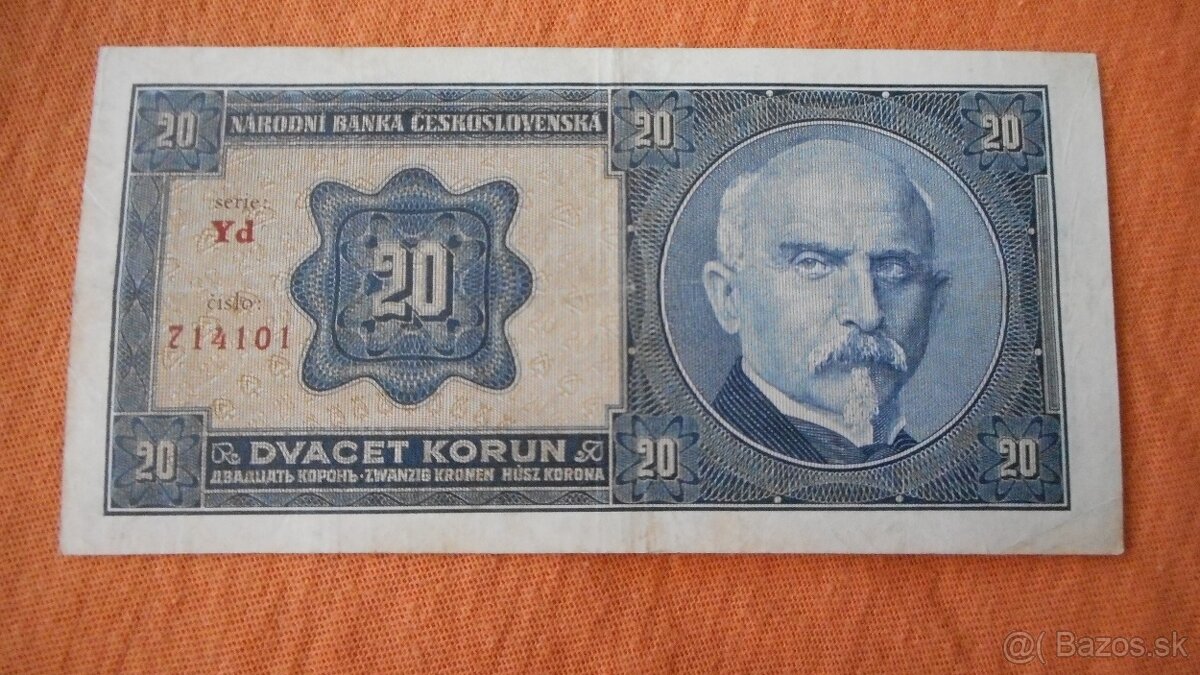 20 NÁRODNÍ BANKA ČESKOSLOVENSKÁ 20 20
serie:
Yd
20
číslo:
714101
20 DVACET KORUN 20 20
ДВАДЦАТЬ КОРОНЬ · ZWANZIG KRONEN HÚSZ KORONA
@( Bazos.sk